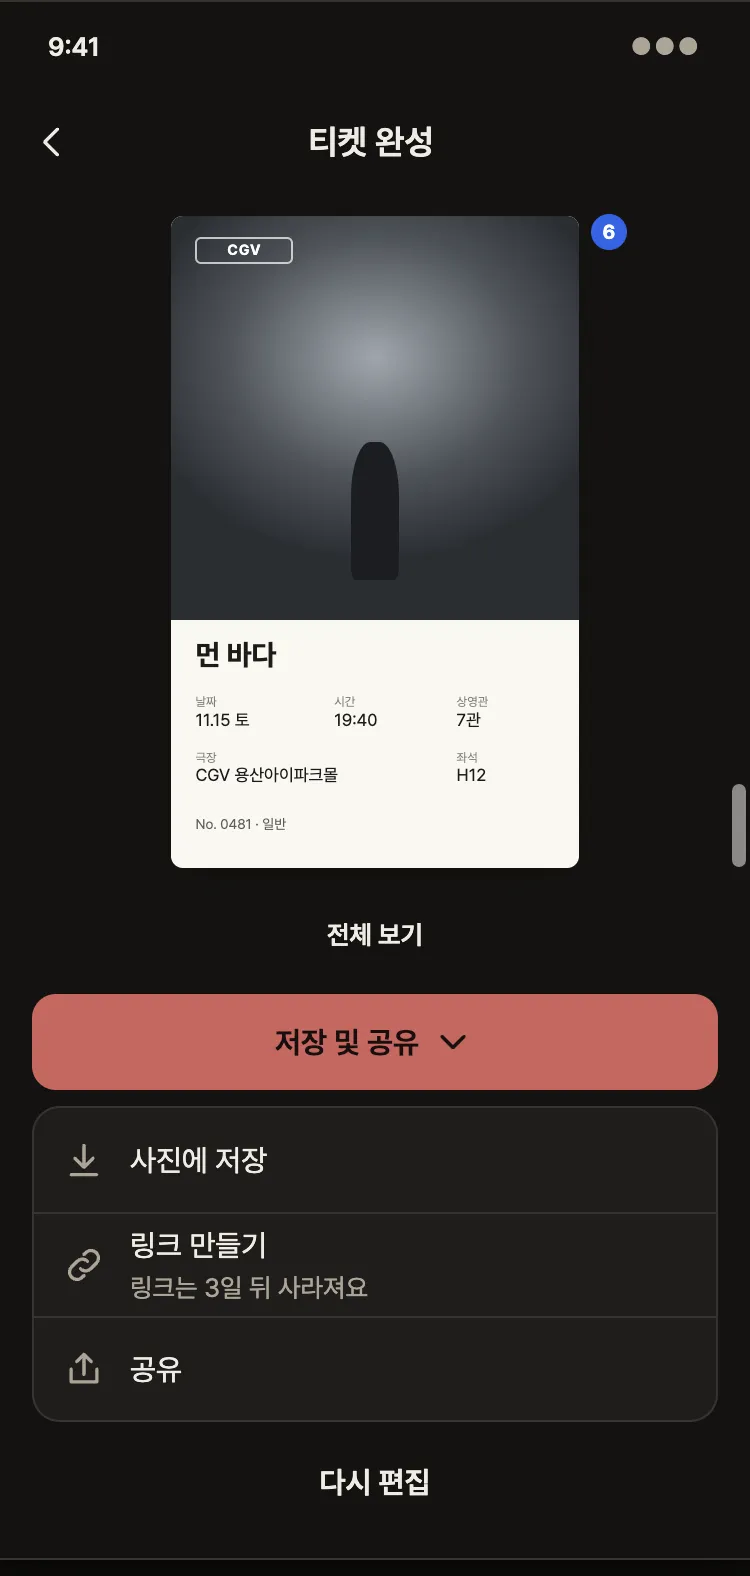 9:41
티켓 완성
CGV
6
먼 바다
날짜 시간 상영관
11.15 토 19:40 7관
극장 좌석
CGV 용산아이파크몰 H12
No. 0481 · 일반
전체 보기
저장 및 공유
사진에 저장
링크 만들기
링크는 3일 뒤 사라져요
공유
다시 편집